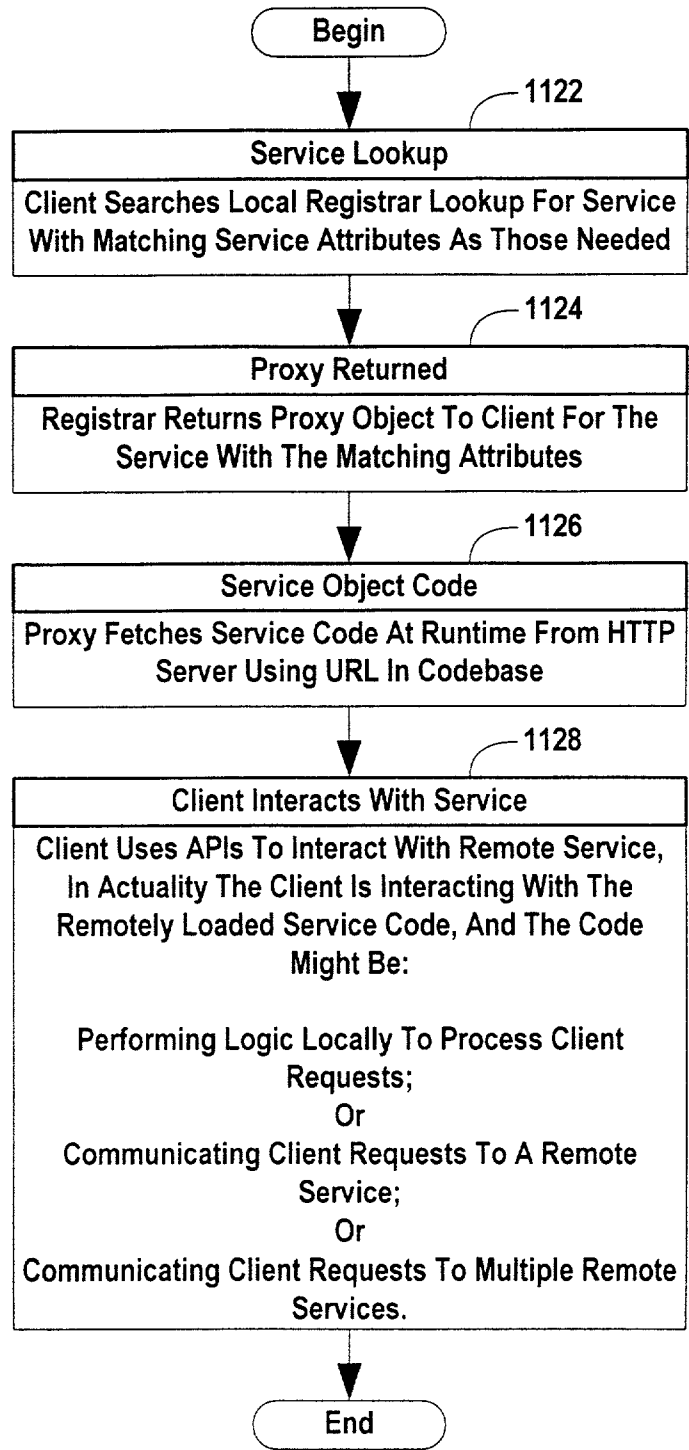 Begin
1122
Service Lookup
Client Searches Local Registrar Lookup For Service
With Matching Service Attributes As Those Needed
1124
Proxy Returned
Registrar Returns Proxy Object To Client For The
Service With The Matching Attributes
1126
Service Object Code
Proxy Fetches Service Code At Runtime From HTTP
Server Using URL In Codebase
1128
Client Interacts With Service
Client Uses APIs To Interact With Remote Service,
In Actuality The Client Is Interacting With The
Remotely Loaded Service Code, And The Code
Might Be:
Performing Logic Locally To Process Client
Requests;
Or
Communicating Client Requests To A Remote
Service;
Or
Communicating Client Requests To Multiple Remote
Services.
End